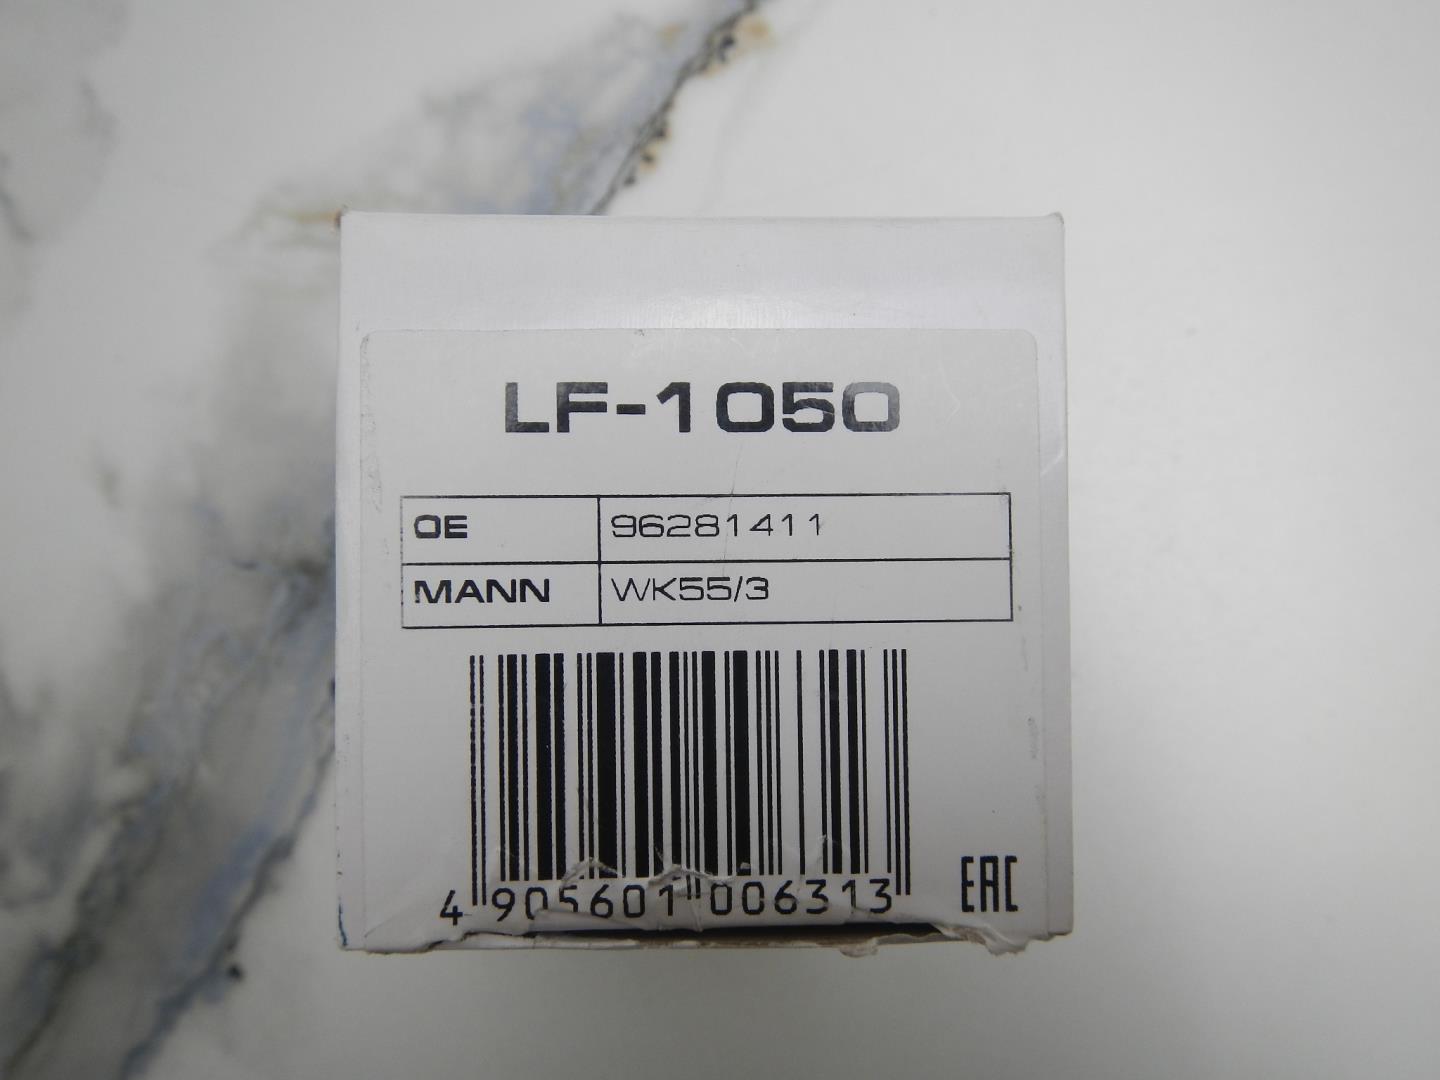 LF-1050
OE 96281411
MANN WK55/3
4 905601 006313
EAC